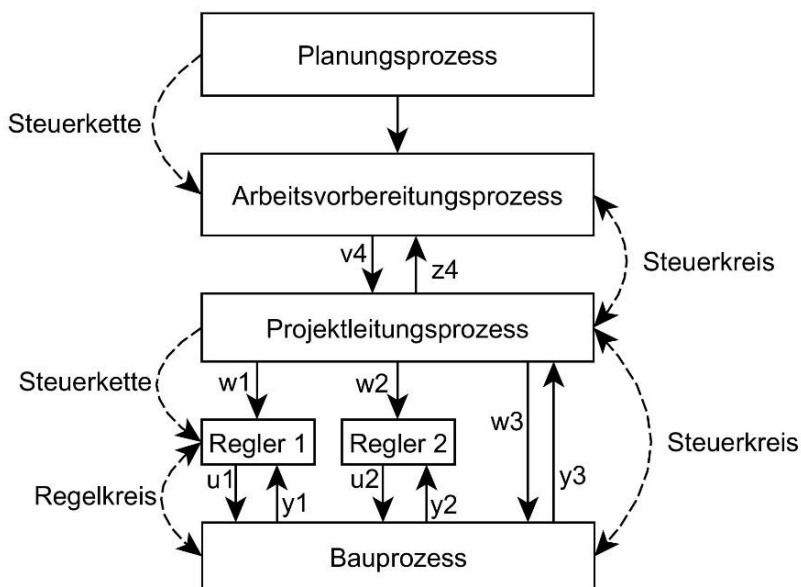 Planungsprozess
Steuerkette
Arbeitsvorbereitungsprozess
v4
z4
Steuerkreis
Projektleitungsprozess
Steuerkette
w1
w2
w3
Regler 1
Regler 2
Steuerkreis
Regelkreis
u1
y1
u2
y2
y3
Bauprozess